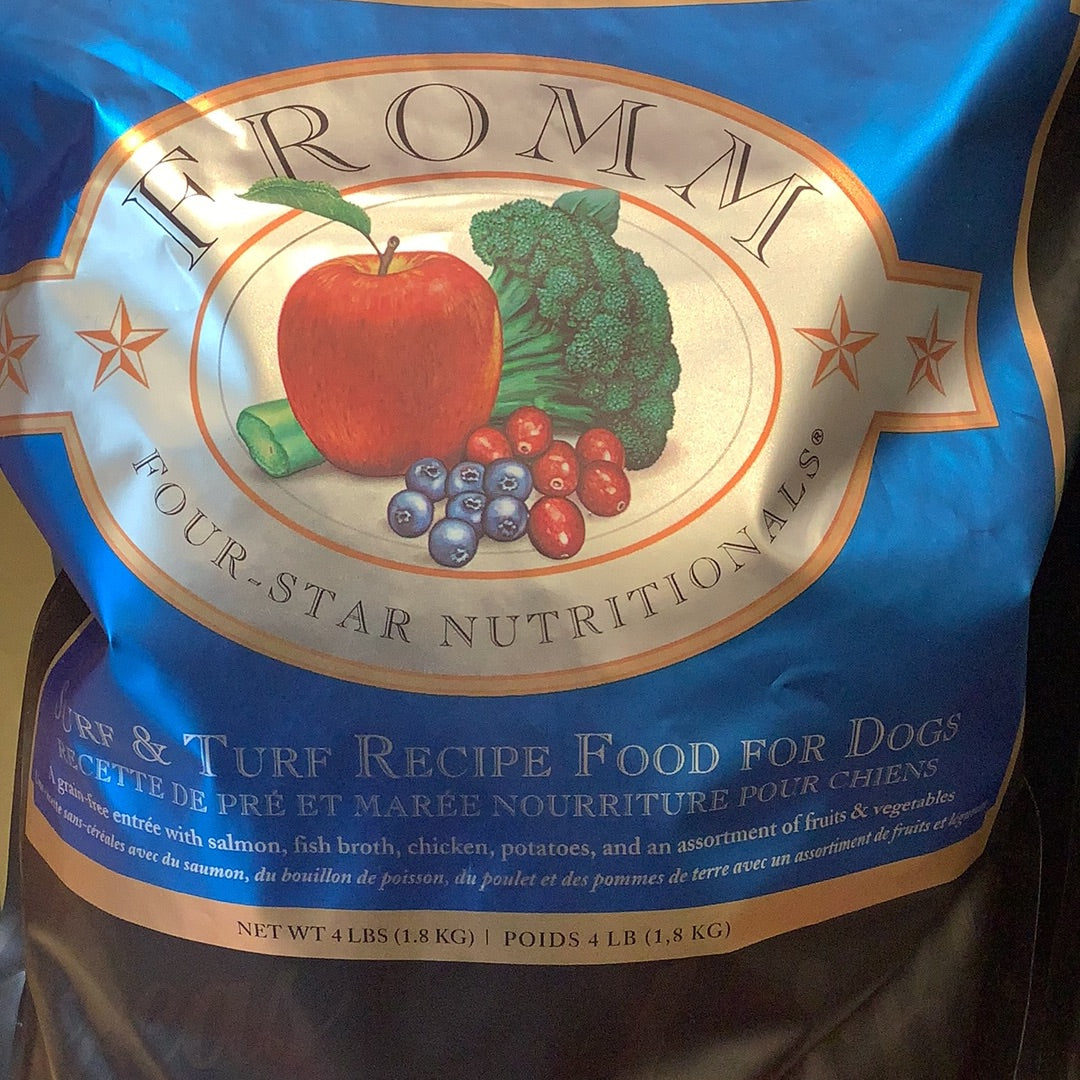 FROMM
FOUR-STAR NUTRITIONALS®
SURF & TURF RECIPE FOOD FOR DOGS
RECETTE DE PRÉ ET MARÉE NOURRITURE POUR CHIENS
A grain-free entrée with salmon, fish broth, chicken, potatoes, and an assortment of fruits & vegetables
sans-céréales avec du saumon, du bouillon de poisson, du poulet et des pommes de terre avec un assortiment de fruits et
NET WT 4 LBS (1.8 KG) | POIDS 4 LB (1,8 KG)